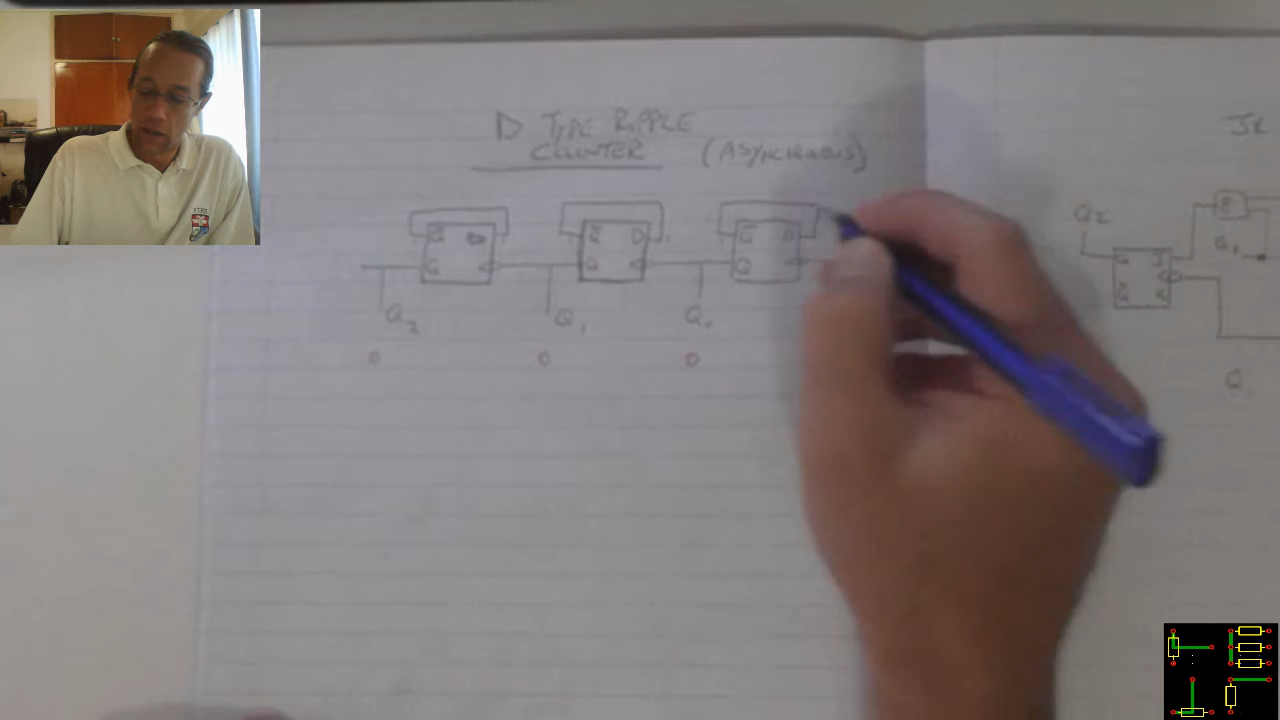 D TYPE RIPPLE
COUNTER (ASYNCHRONOUS)
JK
Q̅ D
Q
Q̅ D
Q
Q̅ D
Q
Q₂ Q₁ Q₀
0 0 0
Q₂
Q₁
Q J
Q̅ K
Q